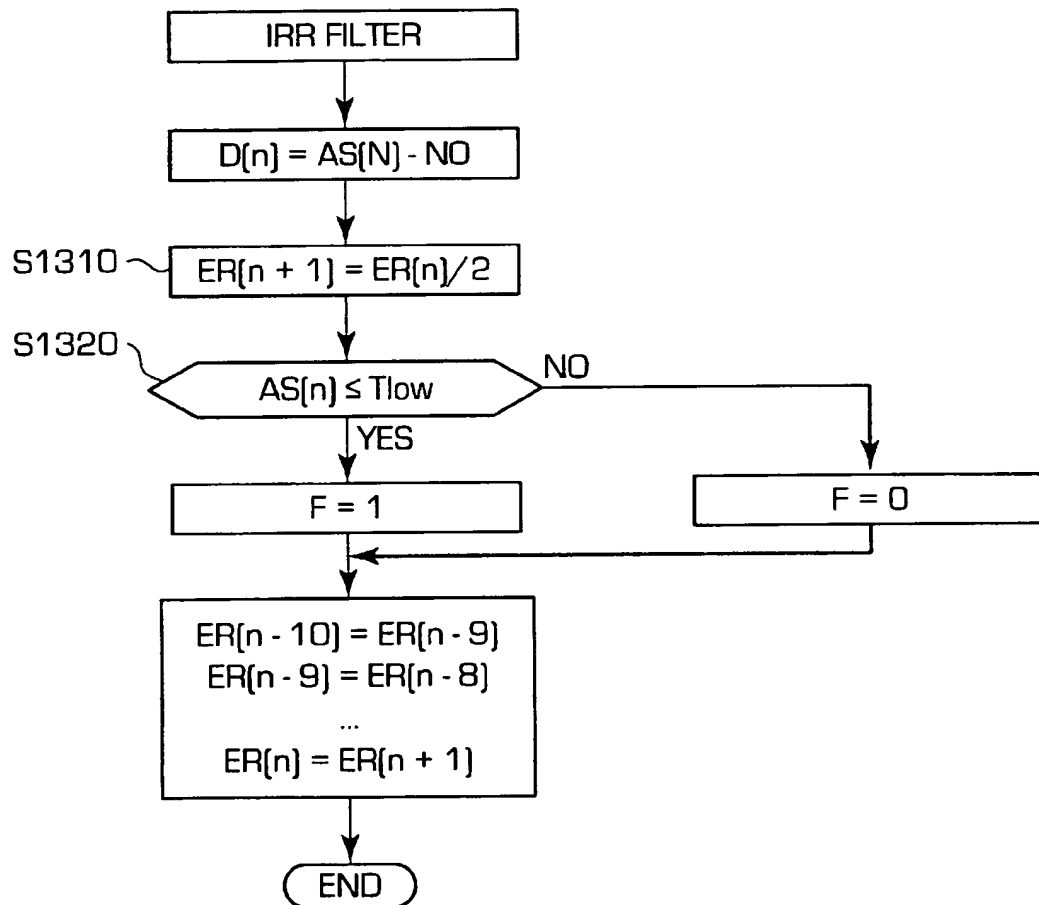 IRR FILTER
D(n) = AS(N) - NO
S1310
ER(n + 1) = ER(n)/2
S1320
AS(n) ≤ Tlow
NO
YES
F = 1
F = 0
ER(n - 10) = ER(n - 9)
ER(n - 9) = ER(n - 8)
...
ER(n) = ER(n + 1)
END